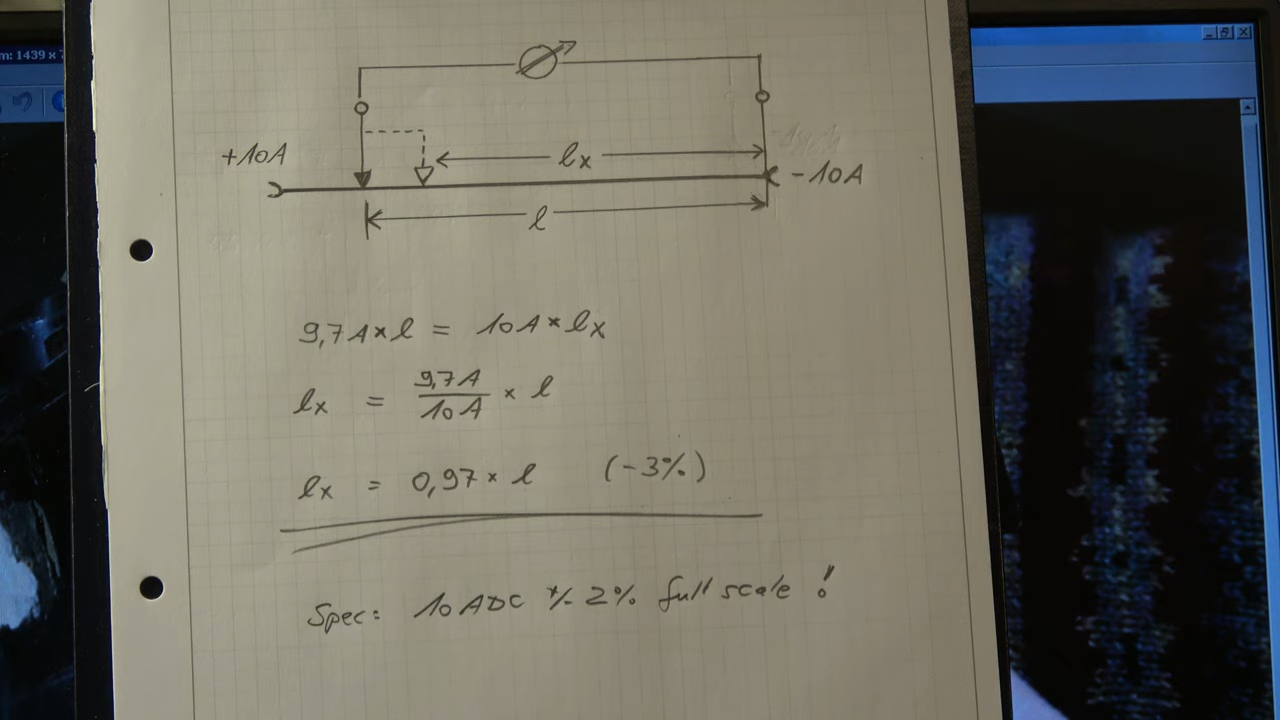 m: 1439 x
+10A
lx
-10A
l
9,7A × l = 10A × lx
lx = 9,7A / 10A × l
lx = 0,97 × l (-3%)
Spec: 10ADC +/- 2% full scale!